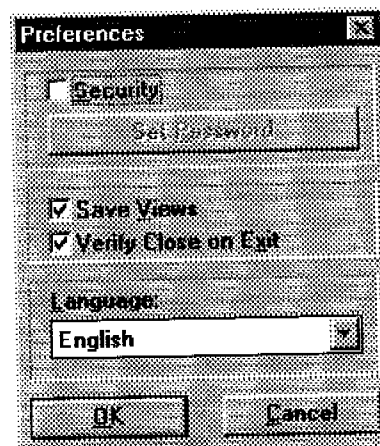 Preferences
Security
Set Password
Save Views
Verify Close on Exit
Language:
English
OK
Cancel